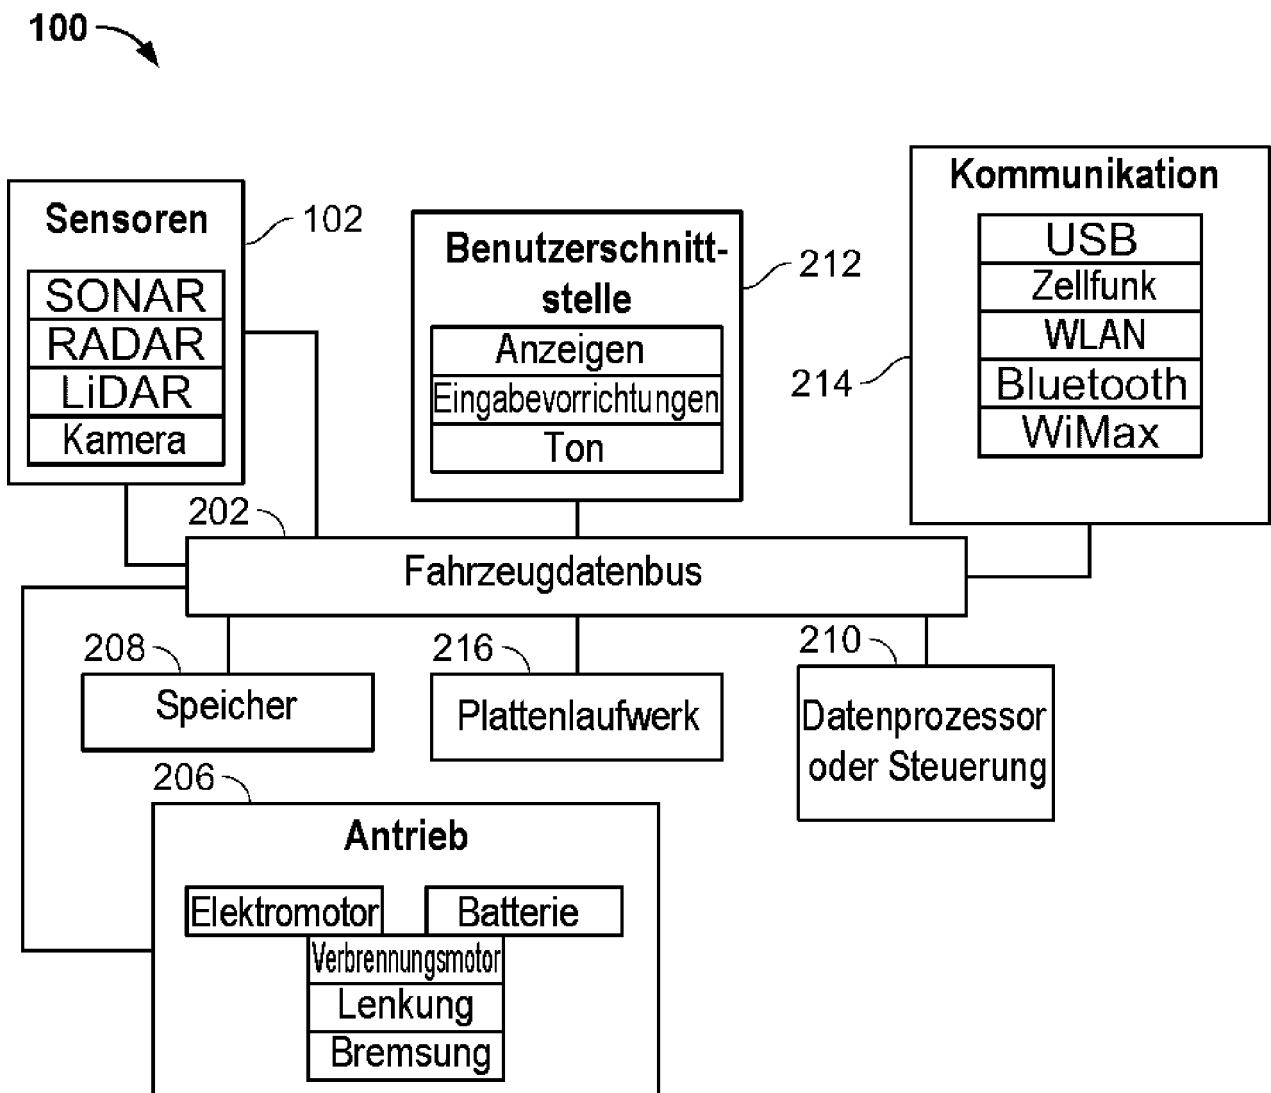 100
Sensoren
102
SONAR
RADAR
LiDAR
Kamera
Benutzerschnitt-
stelle
212
Anzeigen
Eingabevorrichtungen
Ton
Kommunikation
214
USB
Zellfunk
WLAN
Bluetooth
WiMax
202
Fahrzeugdatenbus
208
Speicher
216
Plattenlaufwerk
210
Datenprozessor
oder Steuerung
206
Antrieb
Elektromotor
Batterie
Verbrennungsmotor
Lenkung
Bremsung